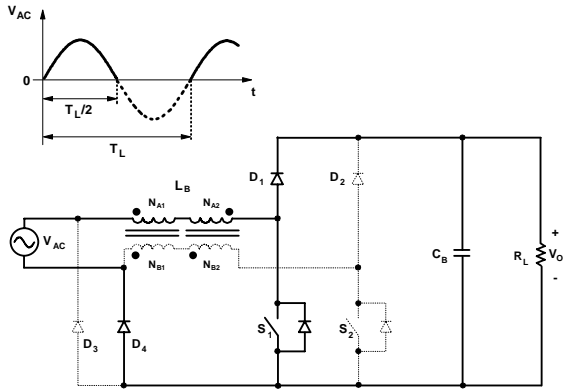 V_AC
0
t
T_L/2
T_L
L_B
D_1
D_2
N_A1
N_A2
V_AC
N_B1
N_B2
C_B
R_L
+
V_O
-
D_3
D_4
S_1
S_2